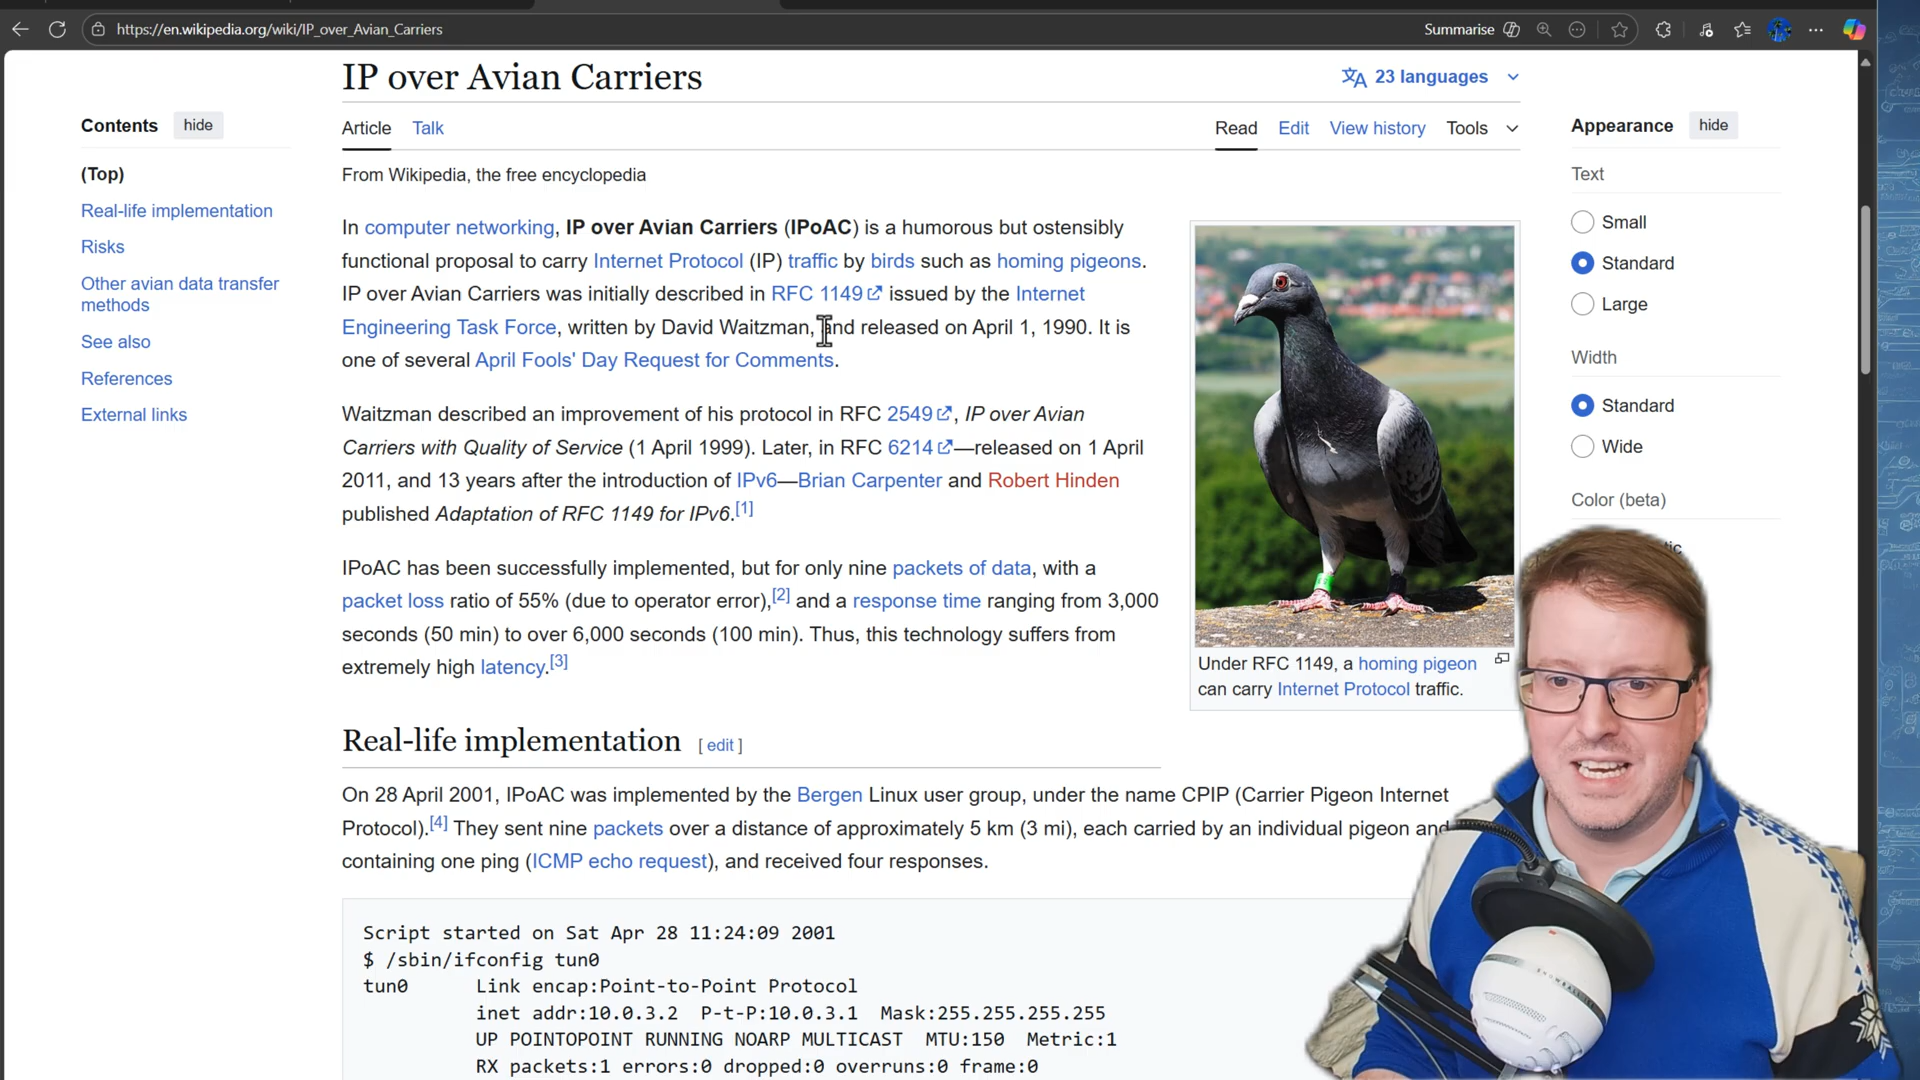 https://en.wikipedia.org/wiki/IP_over_Avian_Carriers
Summarise
IP over Avian Carriers
23 languages
Contents
hide
(Top)
Real-life implementation
Risks
Other avian data transfer
methods
See also
References
External links
Article
Talk
Read
Edit
View history
Tools
From Wikipedia, the free encyclopedia
In computer networking, IP over Avian Carriers (IPoAC) is a humorous but ostensibly
functional proposal to carry Internet Protocol (IP) traffic by birds such as homing pigeons.
IP over Avian Carriers was initially described in RFC 1149 issued by the Internet
Engineering Task Force, written by David Waitzman, and released on April 1, 1990. It is
one of several April Fools' Day Request for Comments.
Waitzman described an improvement of his protocol in RFC 2549, IP over Avian
Carriers with Quality of Service (1 April 1999). Later, in RFC 6214—released on 1 April
2011, and 13 years after the introduction of IPv6—Brian Carpenter and Robert Hinden
published Adaptation of RFC 1149 for IPv6.[1]
IPoAC has been successfully implemented, but for only nine packets of data, with a
packet loss ratio of 55% (due to operator error),[2] and a response time ranging from 3,000
seconds (50 min) to over 6,000 seconds (100 min). Thus, this technology suffers from
extremely high latency.[3]
Under RFC 1149, a homing pigeon
can carry Internet Protocol traffic.
Real-life implementation [ edit ]
On 28 April 2001, IPoAC was implemented by the Bergen Linux user group, under the name CPIP (Carrier Pigeon Internet
Protocol).[4] They sent nine packets over a distance of approximately 5 km (3 mi), each carried by an individual pigeon and
containing one ping (ICMP echo request), and received four responses.
Script started on Sat Apr 28 11:24:09 2001
$ /sbin/ifconfig tun0
tun0 Link encap:Point-to-Point Protocol
inet addr:10.0.3.2 P-t-P:10.0.3.1 Mask:255.255.255.255
UP POINTOPOINT RUNNING NOARP MULTICAST MTU:150 Metric:1
RX packets:1 errors:0 dropped:0 overruns:0 frame:0
Appearance
hide
Text
Small
Standard
Large
Width
Standard
Wide
Color (beta)